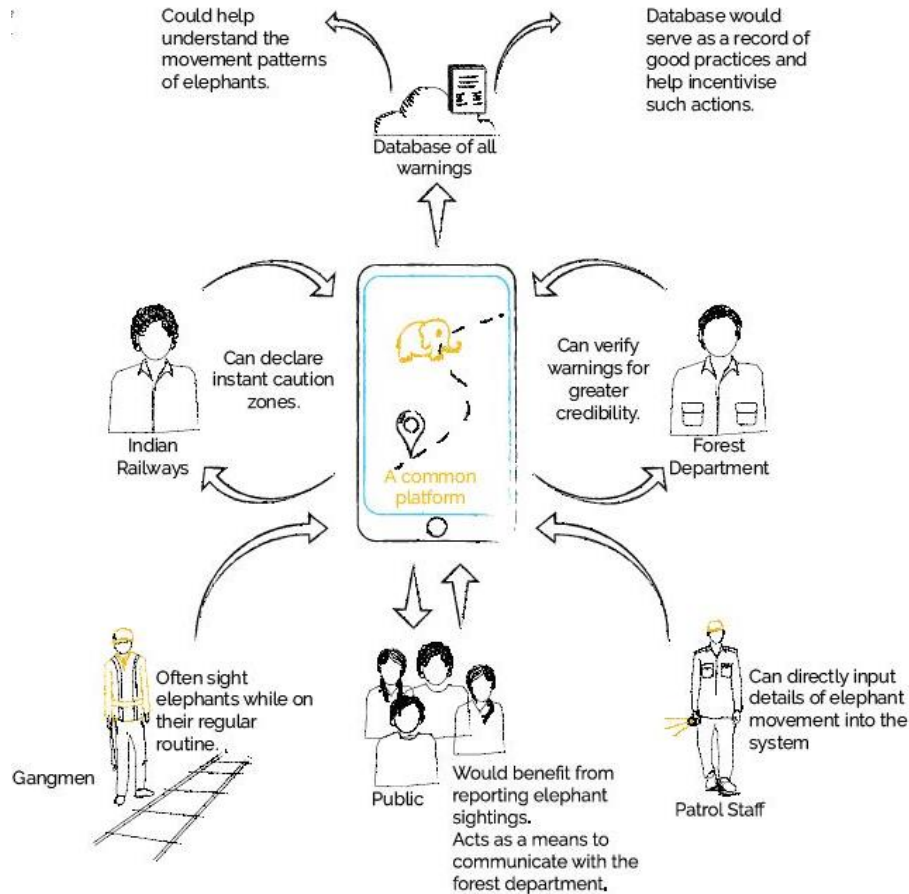 Could help
understand the
movement patterns
of elephants.
Database would
serve as a record of
good practices and
help incentivise
such actions.
Database of all
warnings
Can declare
instant caution
zones.
Indian
Railways
Can verify
warnings for
greater
credibility.
Forest
Department
A common
platform
Often sight
elephants while on
their regular
routine.
Gangmen
Public
Would benefit from
reporting elephant
sightings.
Acts as a means to
communicate with the
forest department.
Can directly input
details of elephant
movement into the
system
Patrol Staff